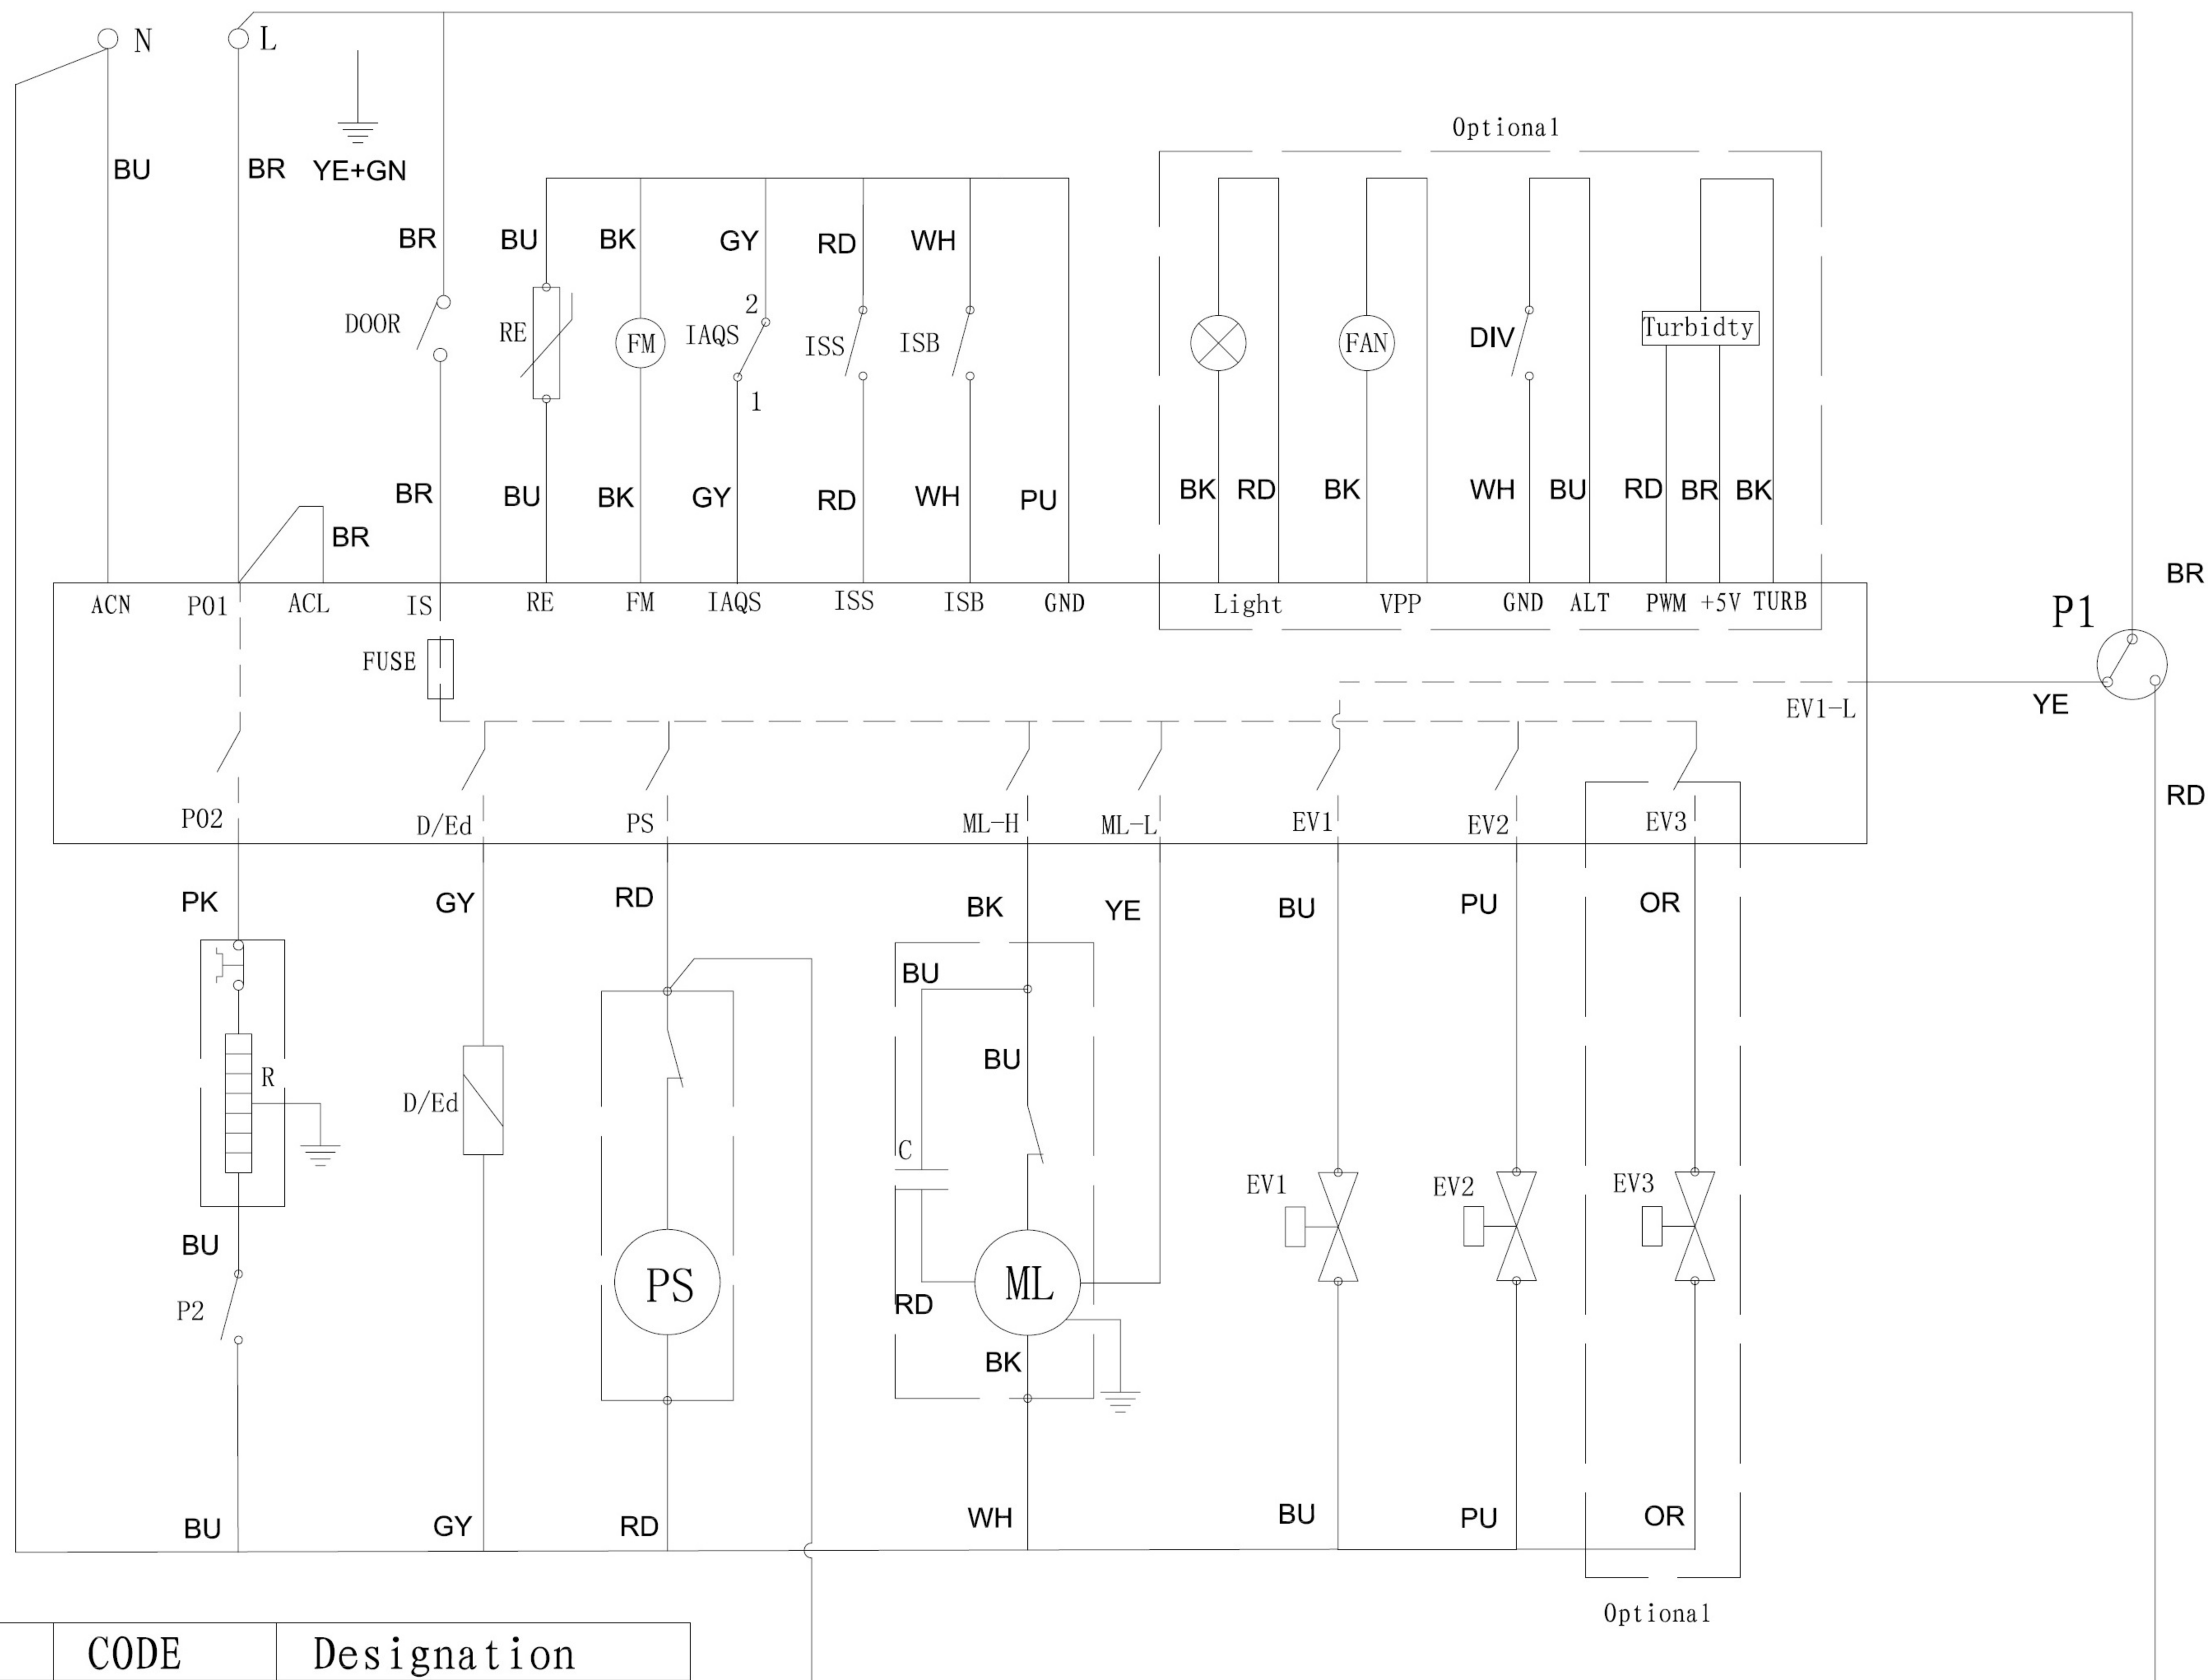 N L
Optional
BU BR YE+GN
BR BU BK GY RD WH
2
DOOR RE FM IAQS ISS ISB FAN DIV Turbidty
1
BR BU BK GY RD WH PU BK RD BK WH BU RD BR BK
BR
BR
ACN P01 ACL IS RE FM IAQS ISS ISB GND Light VPP GND ALT PWM +5V TURB
P1
FUSE
EV1-L YE
RD
P02 D/Ed PS ML-H ML-L EV1 EV2 EV3
PK GY RD BK YE BU PU OR
BU
BU
R
D/Ed
C
EV1 EV2 EV3
BU
P2 PS ML
RD
BK
BU GY RD WH BU PU OR
Optional
CODE Designation